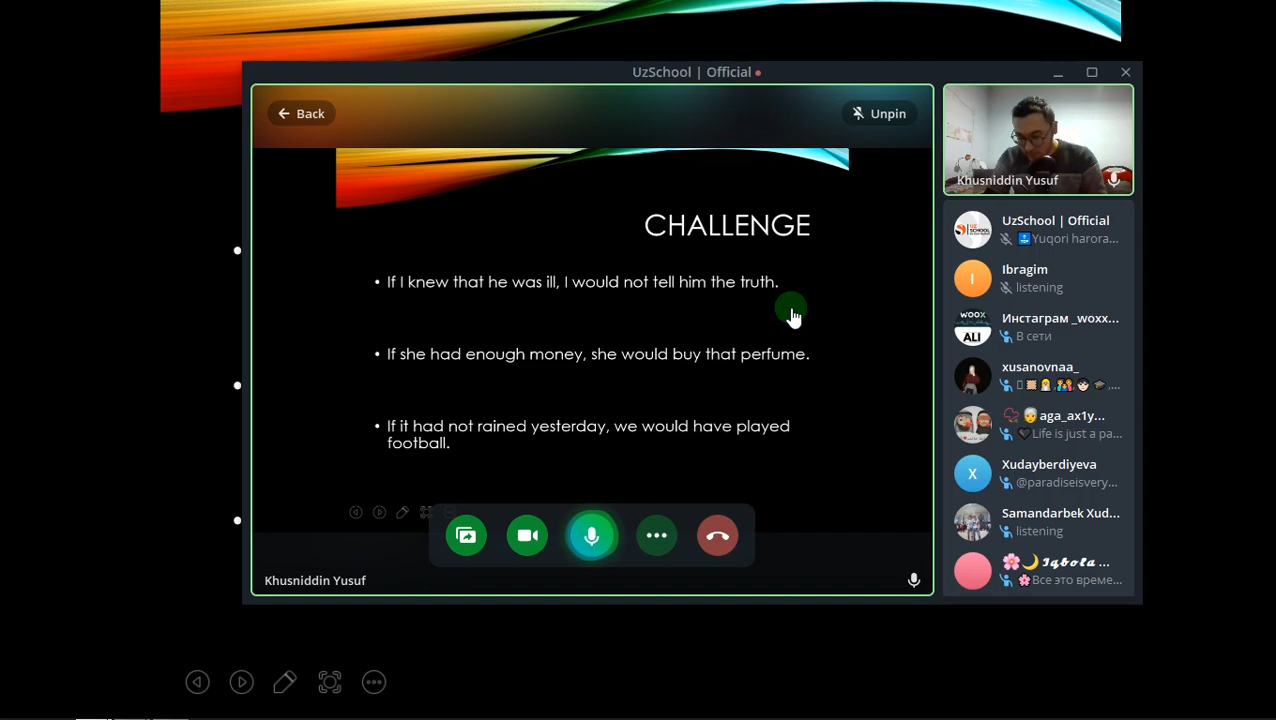 UzSchool | Official
Back
Unpin
CHALLENGE
• If I knew that he was ill, I would not tell him the truth.
• If she had enough money, she would buy that perfume.
• If it had not rained yesterday, we would have played
football.
Khusniddin Yusuf
Khusniddin Yusuf
UzSchool | Official
Yuqori harora...
Ibragim
listening
WOOX
ALI
Инстаграм _woxx...
В сети
xusanovnaa_
aga_ax1y...
Life is just a pa...
X
Xudayberdiyeva
@paradiseisvery...
Samandarbek Xud...
listening
Iqbola ...
Все это време...